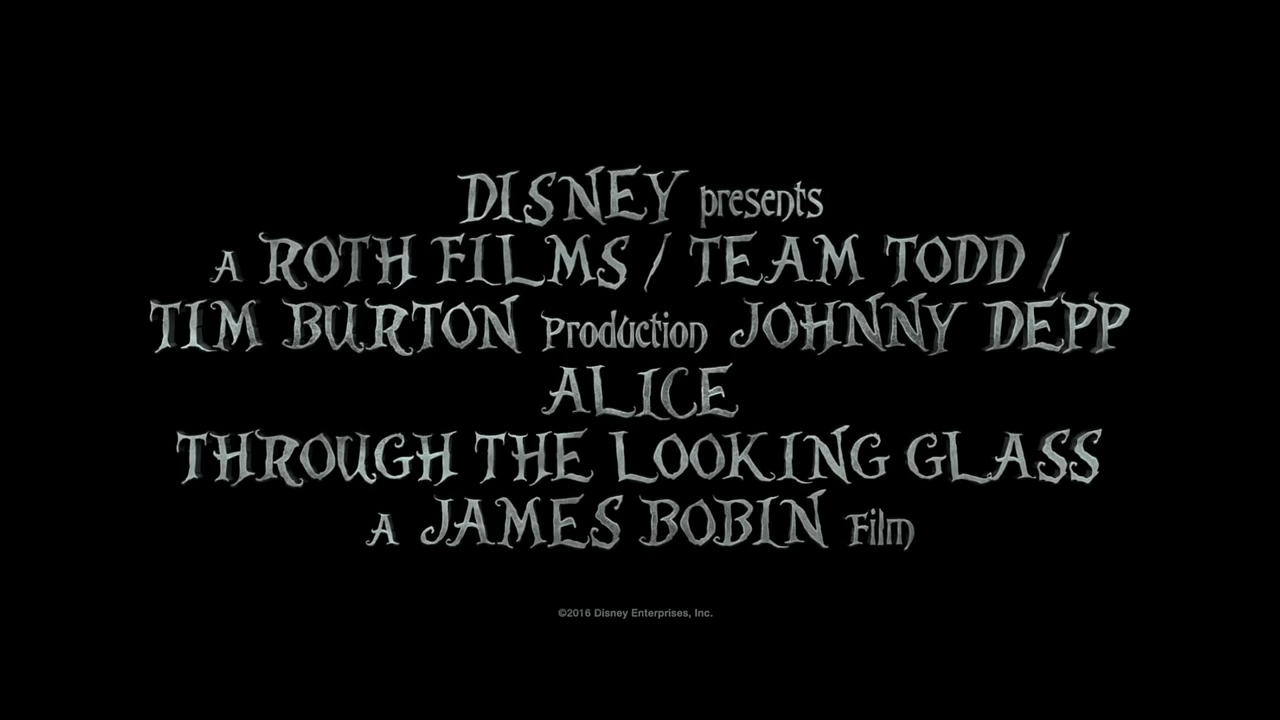 DISNEY presents
A ROTH FILMS / TEAM TODD /
TIM BURTON Production JOHNNY DEPP
ALICE
THROUGH THE LOOKING GLASS
A JAMES BOBIN Film
©2016 Disney Enterprises, Inc.